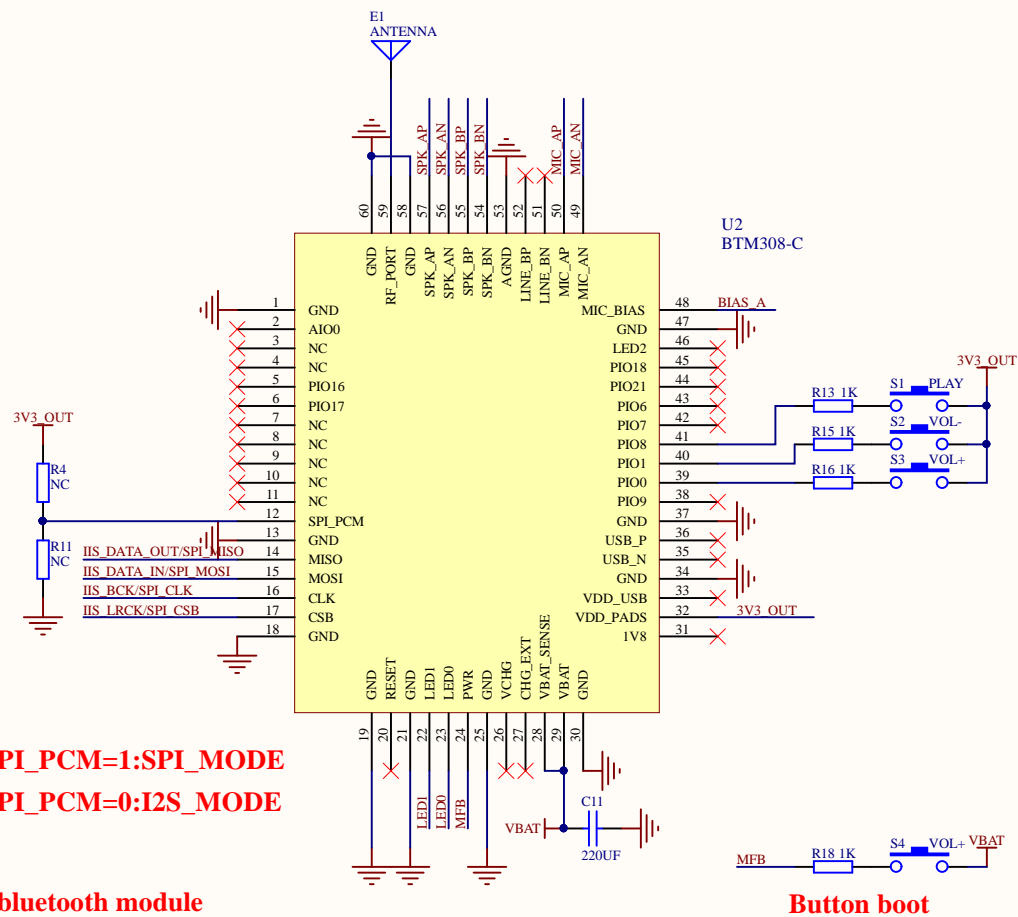 E1
ANTENNA
SPK_AP
SPK_AN
SPK_BP
SPK_BN
MIC_AP
MIC_AN
60
59
58
57
56
55
54
53
52
51
50
49
GND
RF_PORT
GND
SPK_AP
SPK_AN
SPK_BP
SPK_BN
AGND
LINE_BP
LINE_BN
MIC_AP
MIC_AN
U2
BTM308-C
1 GND
2 AIO0
3 NC
4 NC
5 PIO16
6 PIO17
7 NC
8 NC
9 NC
10 NC
11 NC
12 SPI_PCM
13 GND
IIS_DATA_OUT/SPI_MISO 14 MISO
IIS_DATA_IN/SPI_MOSI 15 MOSI
IIS_BCK/SPI_CLK 16 CLK
IIS_LRCK/SPI_CSB 17 CSB
18 GND
3V3_OUT
R4
NC
R11
NC
MIC_BIAS 48 BIAS_A
GND 47
LED2 46
PIO18 45
PIO21 44
PIO6 43
PIO7 42
PIO8 41
PIO1 40
PIO0 39
PIO9 38
GND 37
USB_P 36
USB_N 35
GND 34
VDD_USB 33
VDD_PADS 32 3V3_OUT
1V8 31
3V3_OUT
R13 1K S1 PLAY
R15 1K S2 VOL-
R16 1K S3 VOL+
GND
RESET
GND
LED1
LED0
PWR
GND
VCHG
CHG_EXT
VBAT_SENSE
VBAT
GND
19
20
21
22
23
24
25
26
27
28
29
30
LED1
LED0
MFB
VBAT
C11
220UF
PI_PCM=1:SPI_MODE
PI_PCM=0:I2S_MODE
MFB R18 1K S4 VOL+ VBAT
bluetooth module
Button boot